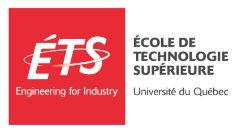 ÉTS
Engineering for Industry
ÉCOLE DE
TECHNOLOGIE
SUPÉRIEURE
Université du Québec